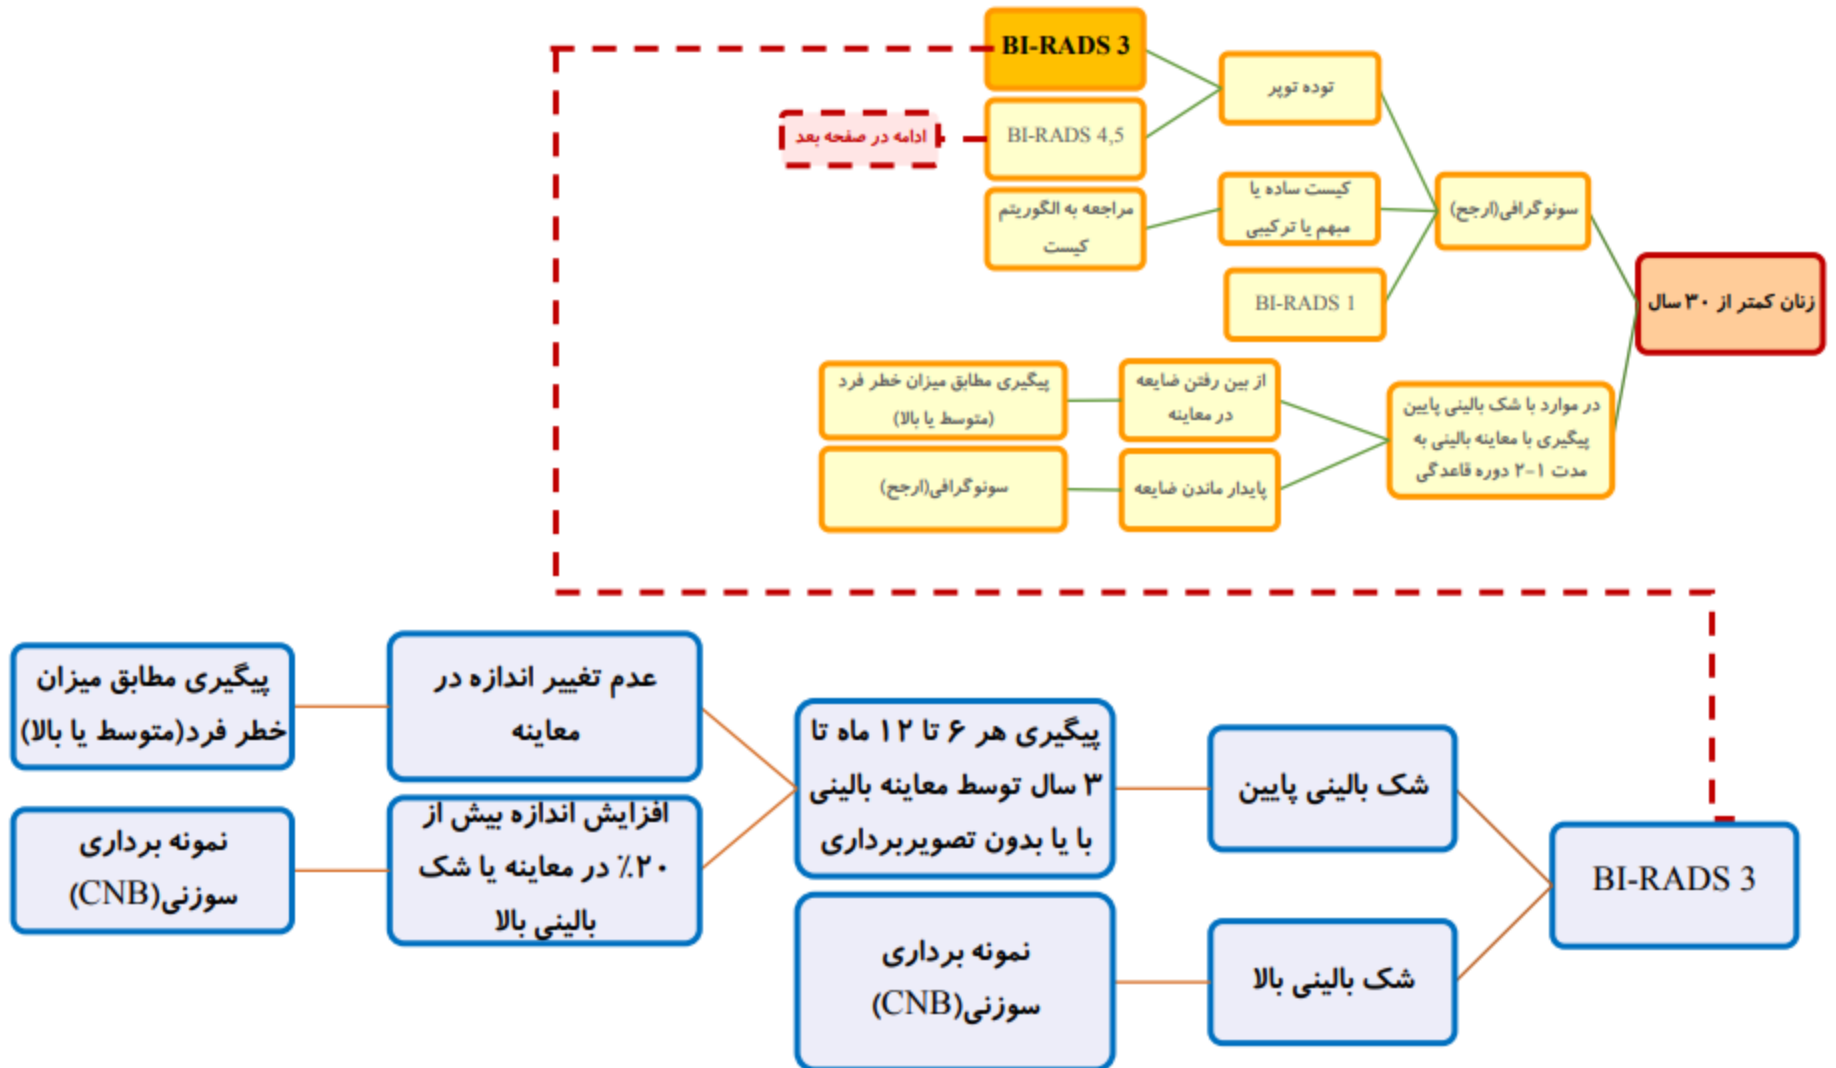 زنان کمتر از ۳۰ سال
سونوگرافی(ارجح)
توده توپر
BI-RADS 3
BI-RADS 4,5
ادامه در صفحه بعد
کیست ساده یا
مبهم یا ترکیبی
مراجعه به الگوریتم
کیست
BI-RADS 1
در موارد با شک بالینی پایین
پیگیری با معاینه بالینی به
مدت ۱-۲ دوره قاعدگی
از بین رفتن ضایعه
در معاینه
پیگیری مطابق میزان خطر فرد
(متوسط یا بالا)
پایدار ماندن ضایعه
سونوگرافی(ارجح)
BI-RADS 3
شک بالینی پایین
پیگیری هر ۶ تا ۱۲ ماه تا
۳ سال توسط معاینه بالینی
با یا بدون تصویربرداری
عدم تغییر اندازه در
معاینه
پیگیری مطابق میزان
خطر فرد(متوسط یا بالا)
افزایش اندازه بیش از
۲۰٪ در معاینه یا شک
بالینی بالا
نمونه برداری
سوزنی(CNB)
شک بالینی بالا
نمونه برداری
سوزنی(CNB)